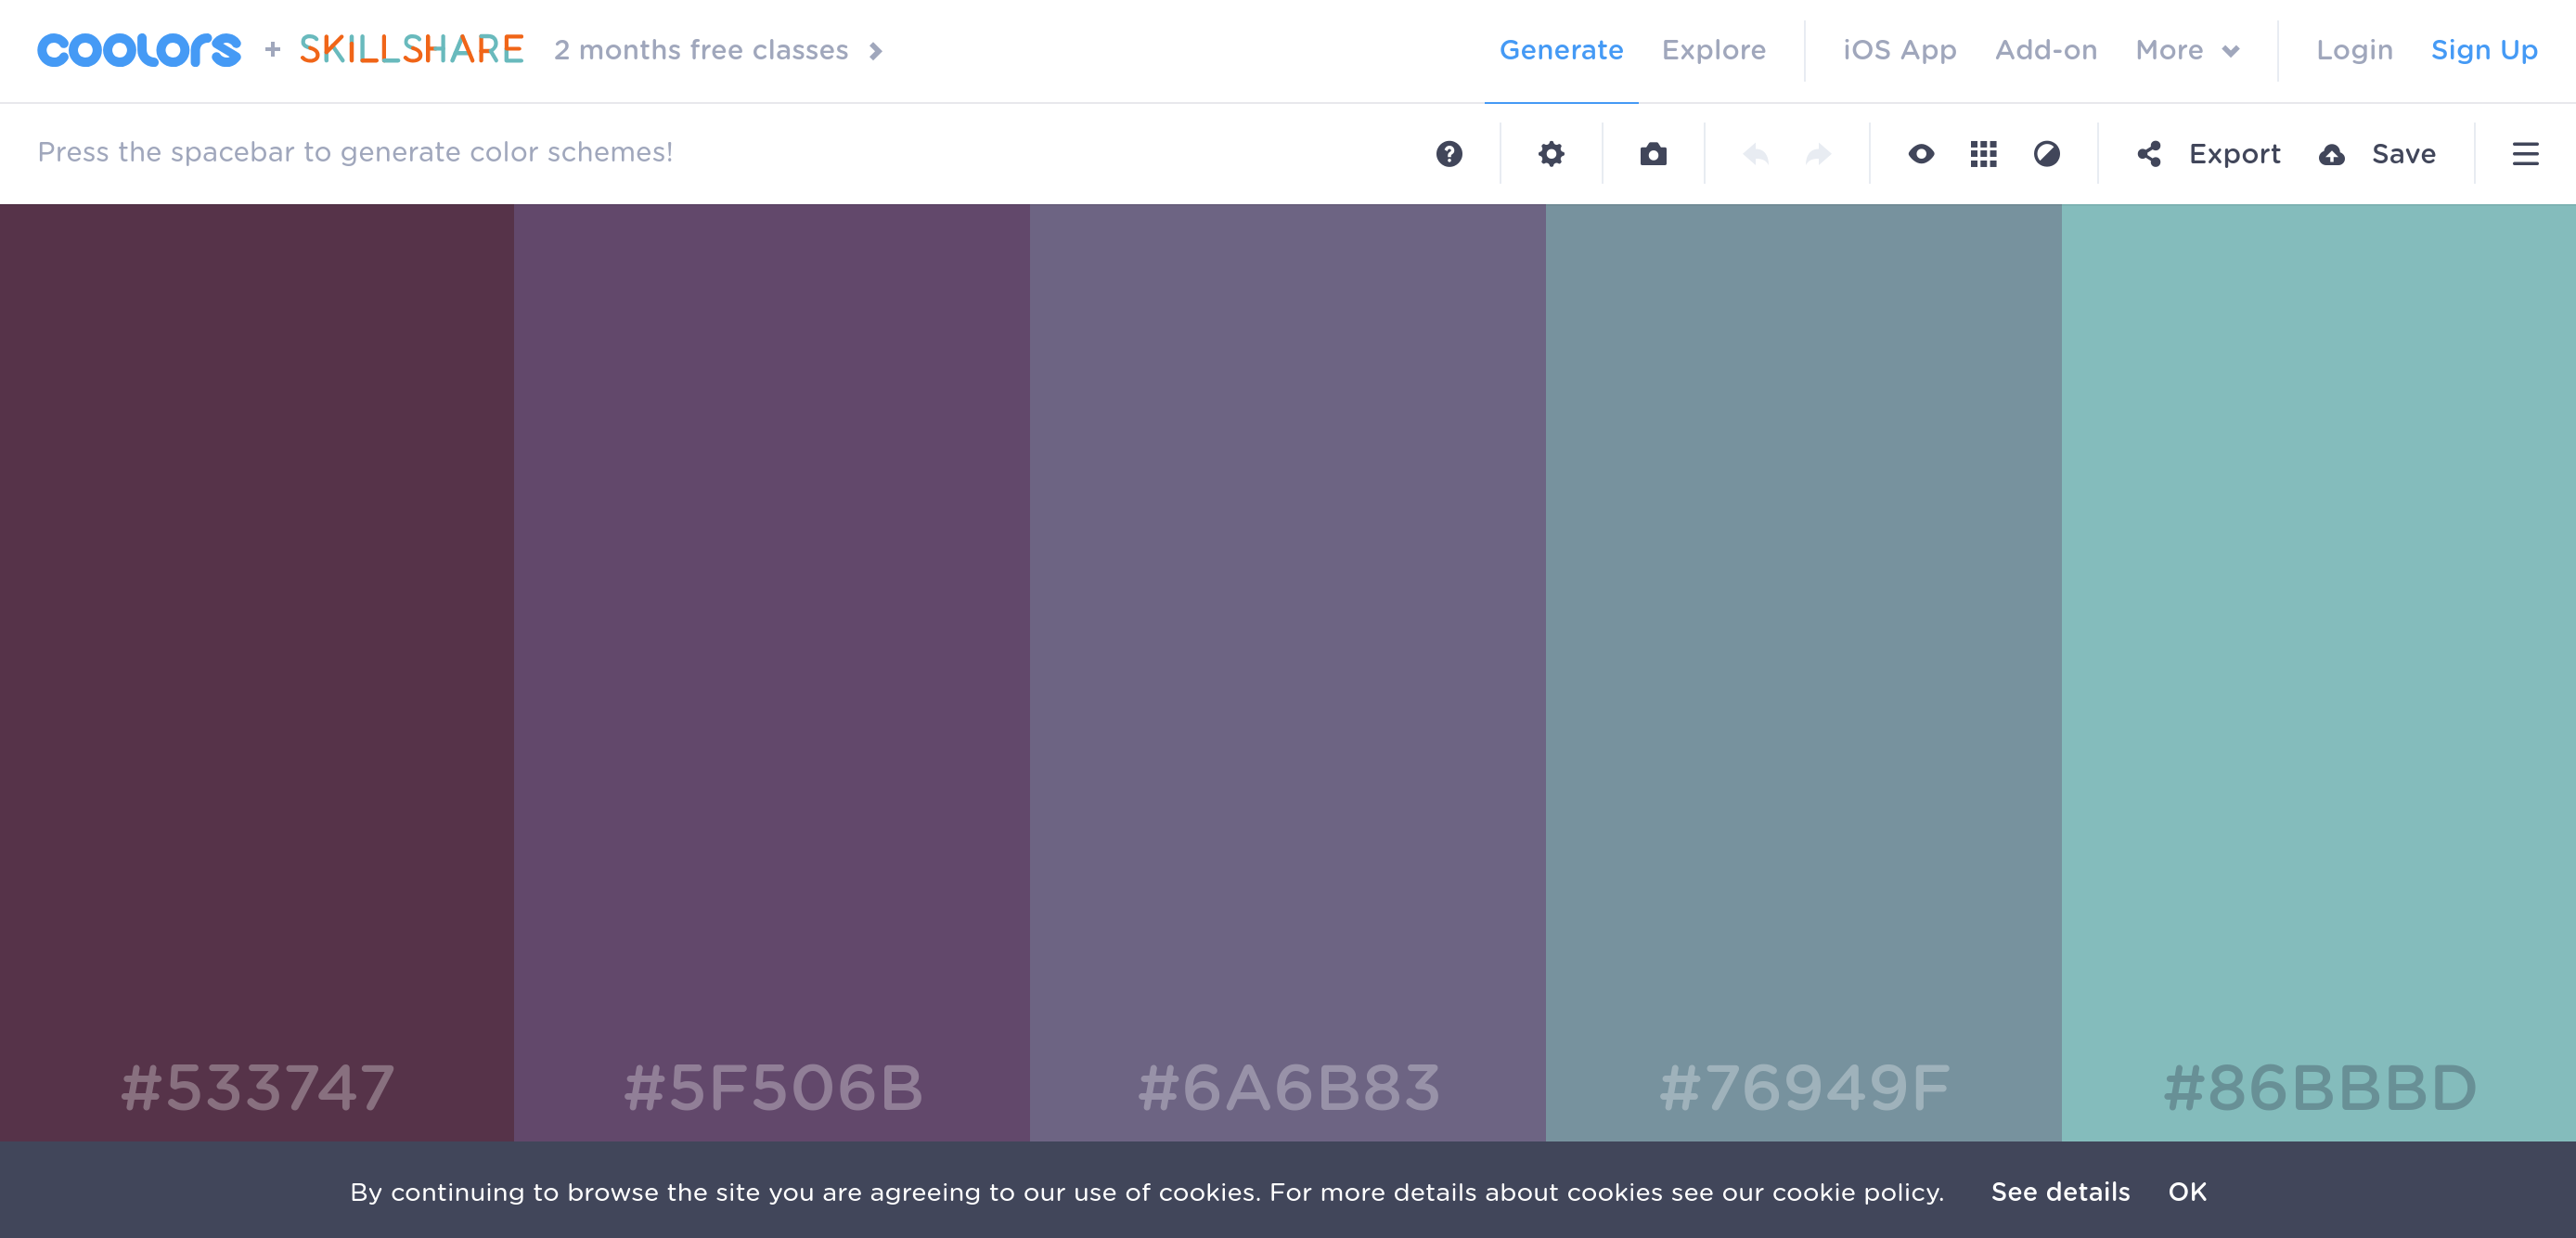 coolors + SKILLSHARE 2 months free classes Generate Explore iOS App Add-on More Login Sign Up
Press the spacebar to generate color schemes! Export Save
#533747 #5F506B #6A6B83 #76949F #86BBBD
By continuing to browse the site you are agreeing to our use of cookies. For more details about cookies see our cookie policy. See details OK